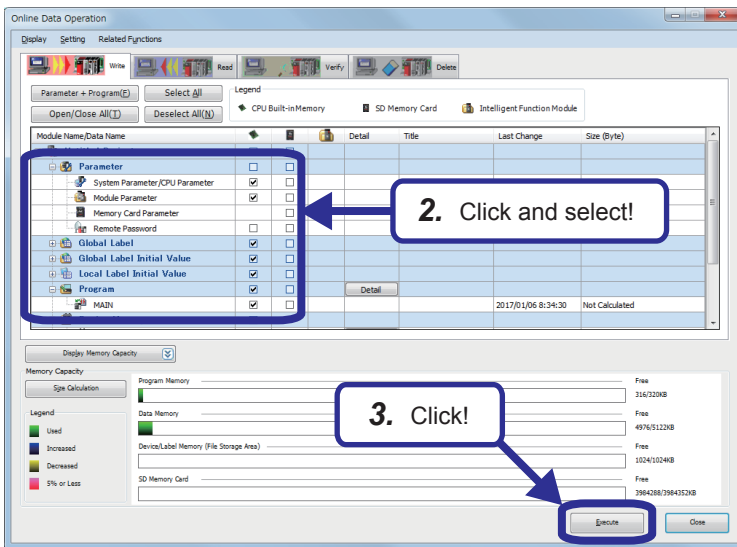 Online Data Operation
Display Setting Related Functions
Write Read Verify Delete
Parameter + Program(F) Select All
Open/Close All(T) Deselect All(N)
Legend
CPU Built-in Memory SD Memory Card Intelligent Function Module
Module Name/Data Name Detail Title Last Change Size (Byte)
Parameter
System Parameter/CPU Parameter
Module Parameter
Memory Card Parameter
Remote Password
Global Label
Global Label Initial Value
Local Label Initial Value
Program Detail
MAIN 2017/01/06 8:34:30 Not Calculated
2. Click and select!
Display Memory Capacity
Memory Capacity
Size Calculation
Legend
Used
Increased
Decreased
5% or Less
Program Memory Free
316/320KB
Data Memory Free
4976/5122KB
Device/Label Memory (File Storage Area) Free
1024/1024KB
SD Memory Card Free
3984288/3984352KB
3. Click!
Execute Close